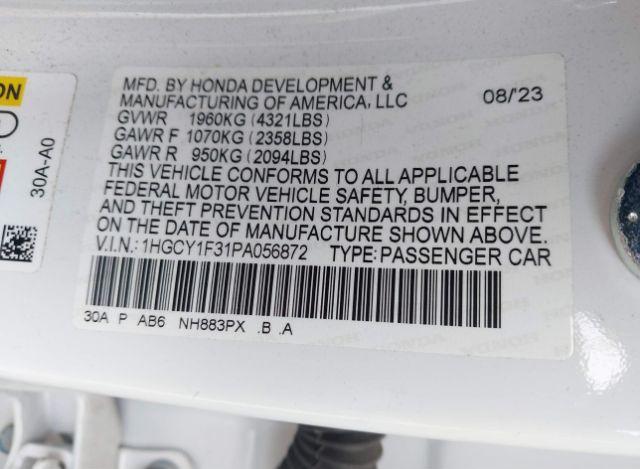 ON
30A-A0
MFD. BY HONDA DEVELOPMENT &
MANUFACTURING OF AMERICA, LLC 08/'23
GVWR 1960KG (4321LBS)
GAWR F 1070KG (2358LBS)
GAWR R 950KG (2094LBS)
THIS VEHICLE CONFORMS TO ALL APPLICABLE
FEDERAL MOTOR VEHICLE SAFETY, BUMPER,
AND THEFT PREVENTION STANDARDS IN EFFECT
ON THE DATE OF MANUFACTURE SHOWN ABOVE.
V.I.N.: 1HGCY1F31PA056872 TYPE: PASSENGER CAR
30A P AB6 NH883PX .B .A